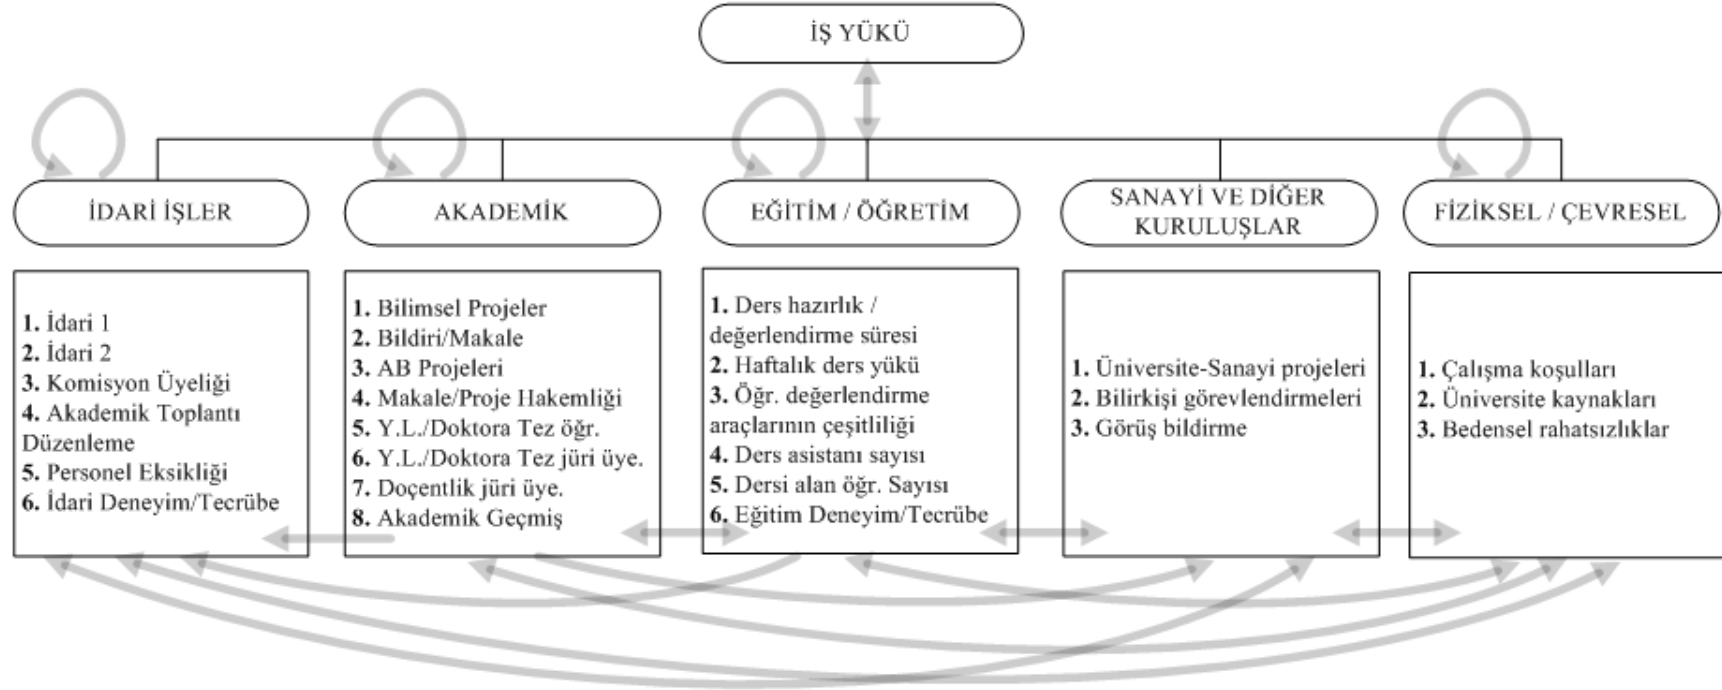 İŞ YÜKÜ
İDARİ İŞLER
AKADEMİK
EĞİTİM / ÖĞRETİM
SANAYİ VE DİĞER
KURULUŞLAR
FİZİKSEL / ÇEVRESEL
1. İdari 1
2. İdari 2
3. Komisyon Üyeliği
4. Akademik Toplantı
Düzenleme
5. Personel Eksikliği
6. İdari Deneyim/Tecrübe
1. Bilimsel Projeler
2. Bildiri/Makale
3. AB Projeleri
4. Makale/Proje Hakemliği
5. Y.L./Doktora Tez öğr.
6. Y.L./Doktora Tez jüri üye.
7. Doçentlik jüri üye.
8. Akademik Geçmiş
1. Ders hazırlık /
değerlendirme süresi
2. Haftalık ders yükü
3. Öğr. değerlendirme
araçlarının çeşitliliği
4. Ders asistanı sayısı
5. Dersi alan öğr. Sayısı
6. Eğitim Deneyim/Tecrübe
1. Üniversite-Sanayi projeleri
2. Bilirkişi görevlendirmeleri
3. Görüş bildirme
1. Çalışma koşulları
2. Üniversite kaynakları
3. Bedensel rahatsızlıklar